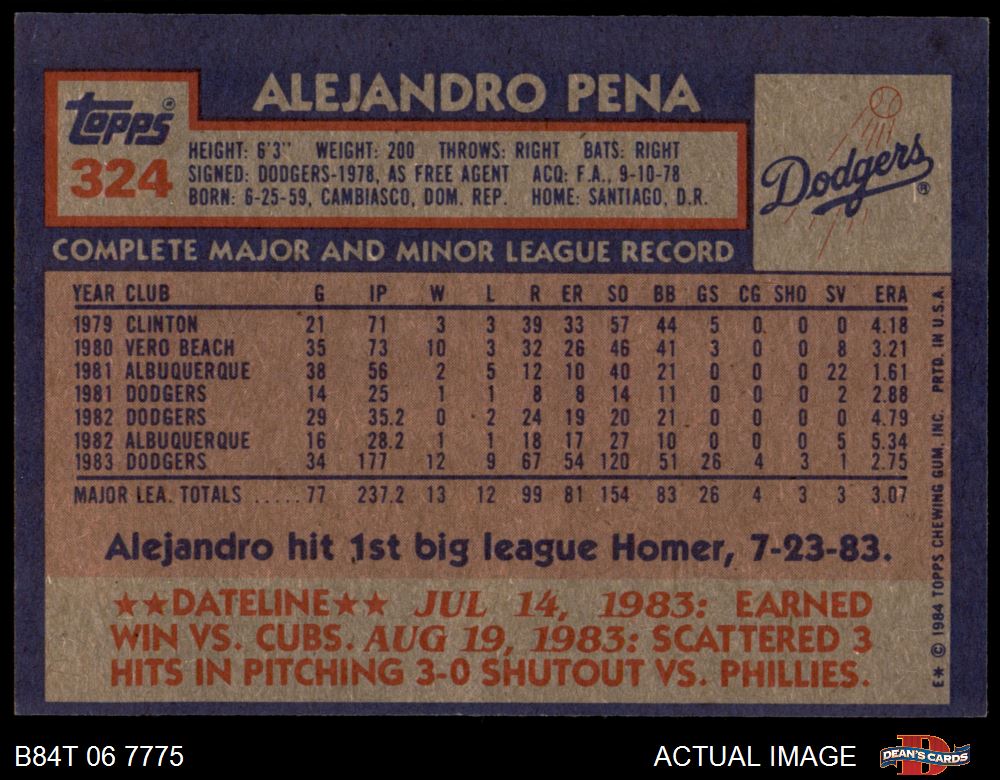 ALEJANDRO PENA
Topps®
324
HEIGHT: 6'3" WEIGHT: 200 THROWS: RIGHT BATS: RIGHT
SIGNED: DODGERS-1978, AS FREE AGENT ACQ: F.A., 9-10-78
BORN: 6-25-59, CAMBIASCO, DOM. REP. HOME: SANTIAGO, D.R.
Dodgers®
COMPLETE MAJOR AND MINOR LEAGUE RECORD
YEAR CLUB G IP W L R ER SO BB GS CG SHO SV ERA
1979 CLINTON 21 71 3 3 39 33 57 44 5 0 0 0 4.18
1980 VERO BEACH 35 73 10 3 32 26 46 41 3 0 0 8 3.21
1981 ALBUQUERQUE 38 56 2 5 12 10 40 21 0 0 0 22 1.61
1981 DODGERS 14 25 1 1 8 8 14 11 0 0 0 2 2.88
1982 DODGERS 29 35.2 0 2 24 19 20 21 0 0 0 0 4.79
1982 ALBUQUERQUE 16 28.2 1 1 18 17 27 10 0 0 0 5 5.34
1983 DODGERS 34 177 12 9 67 54 120 51 26 4 3 1 2.75
MAJOR LEA. TOTALS .....77 237.2 13 12 99 81 154 83 26 4 3 3 3.07
Alejandro hit 1st big league Homer, 7-23-83.
★★DATELINE★★ JUL 14, 1983: EARNED
WIN VS. CUBS. AUG 19, 1983: SCATTERED 3
HITS IN PITCHING 3-0 SHUTOUT VS. PHILLIES.
E* © 1984 TOPPS CHEWING GUM, INC. PRTD. IN U.S.A.
B84T 06 7775
ACTUAL IMAGE
DEAN'S CARDS